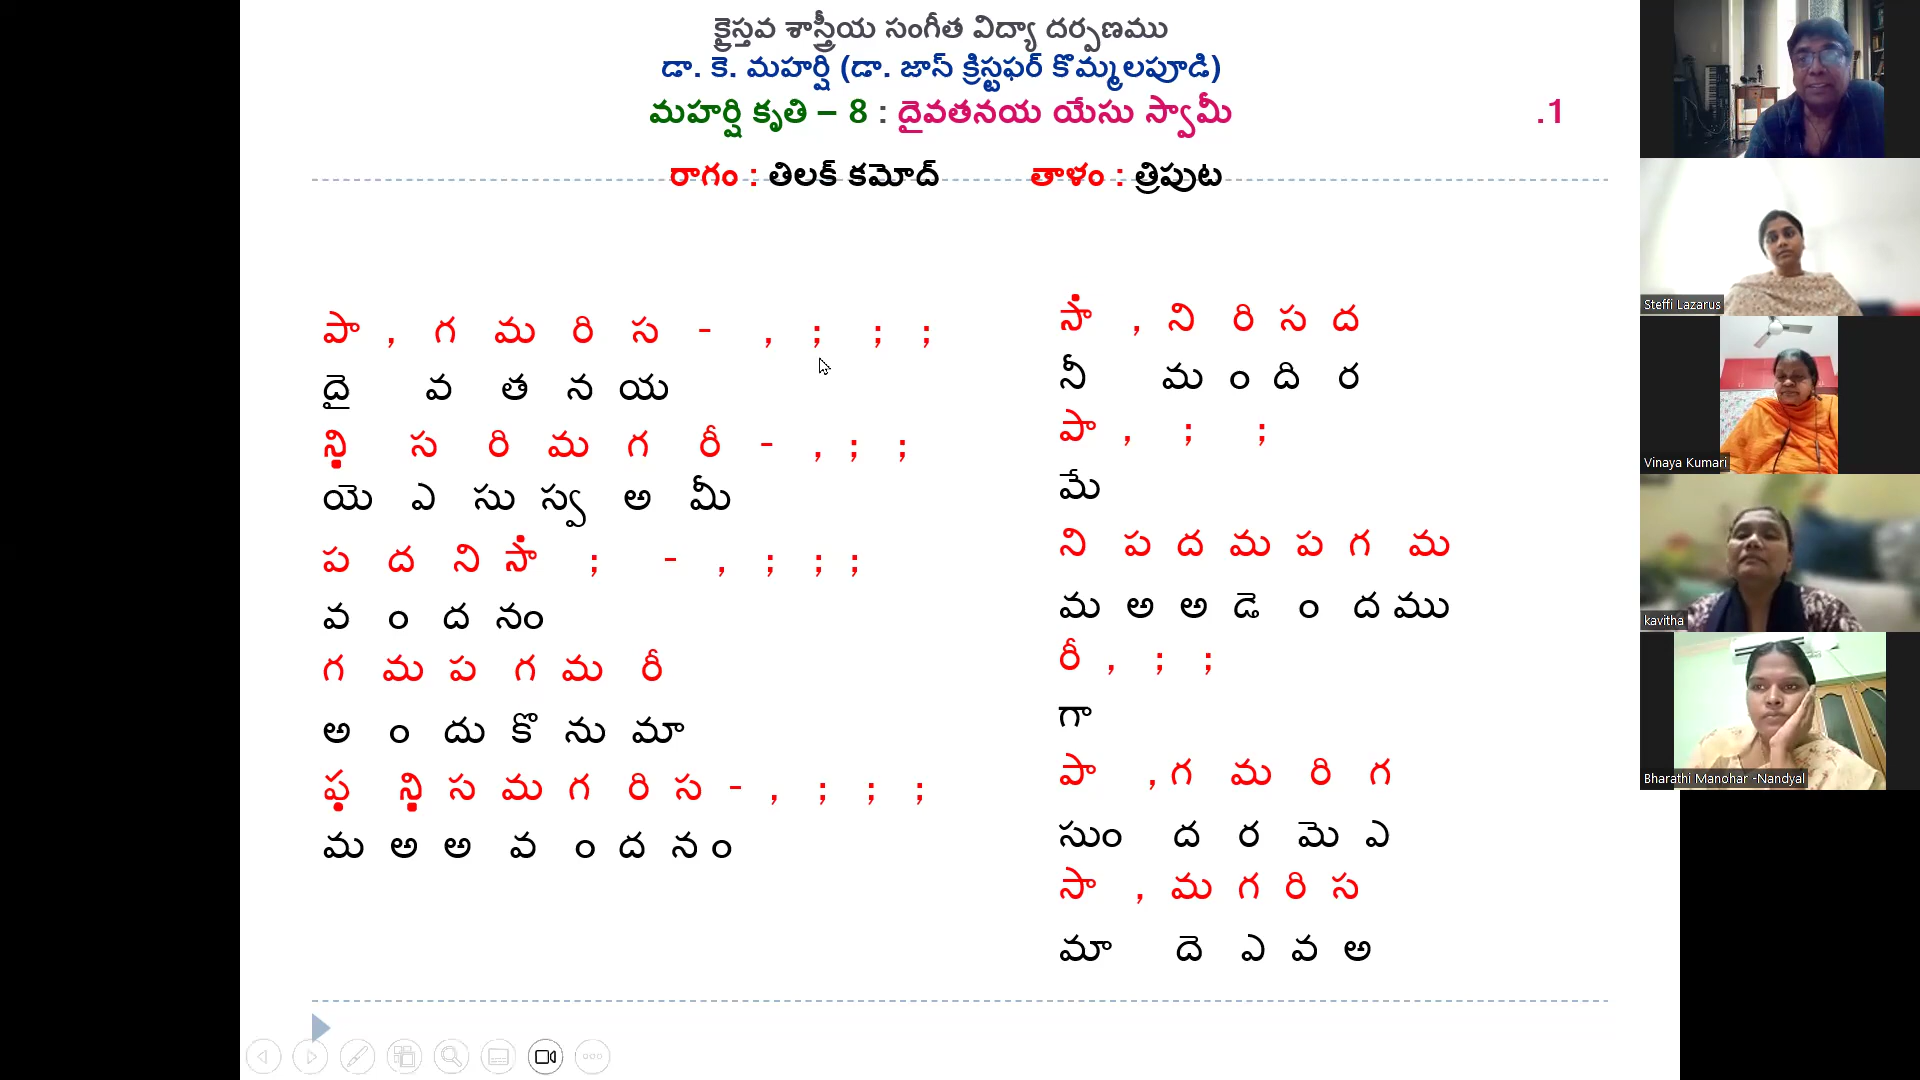 క్రైస్తవ శాస్త్రీయ సంగీత విద్యా దర్పణము
డా. కె. మహర్షి (డా. జాస్ క్రిస్టఫర్ కొమ్మలపూడి)
మహర్షి కృతి – 8 : దైవతనయ యేసు స్వామీ
.1
రాగం : తిలక్ కమోద్ తాళం : త్రిపుట
పా , గ మ రి స - , ; ; ;
దై వ త న య
ని స రి మ గ రీ - , ; ;
యె ఎ సు స్వ అ మీ
ప ద ని సా ; - , ; ; ;
వ ం ద నం
గ మ ప గ మ రీ
అ ం దు కొ ను మా
ప ని స మ గ రి స - , ; ; ;
మ అ అ వ ం ద న ం
సా , ని రి స ద
నీ మ ం ది ర
పా , ; ;
మే
ని ప ద మ ప గ మ
మ అ అ డె ం ద ము
రీ , ; ;
గా
పా , గ మ రి గ
సుం ద ర మె ఎ
సా , మ గ రి స
మా దె ఎ వ అ
Steffi Lazarus
Vinaya Kumari
kavitha
Bharathi Manohar -Nandyal